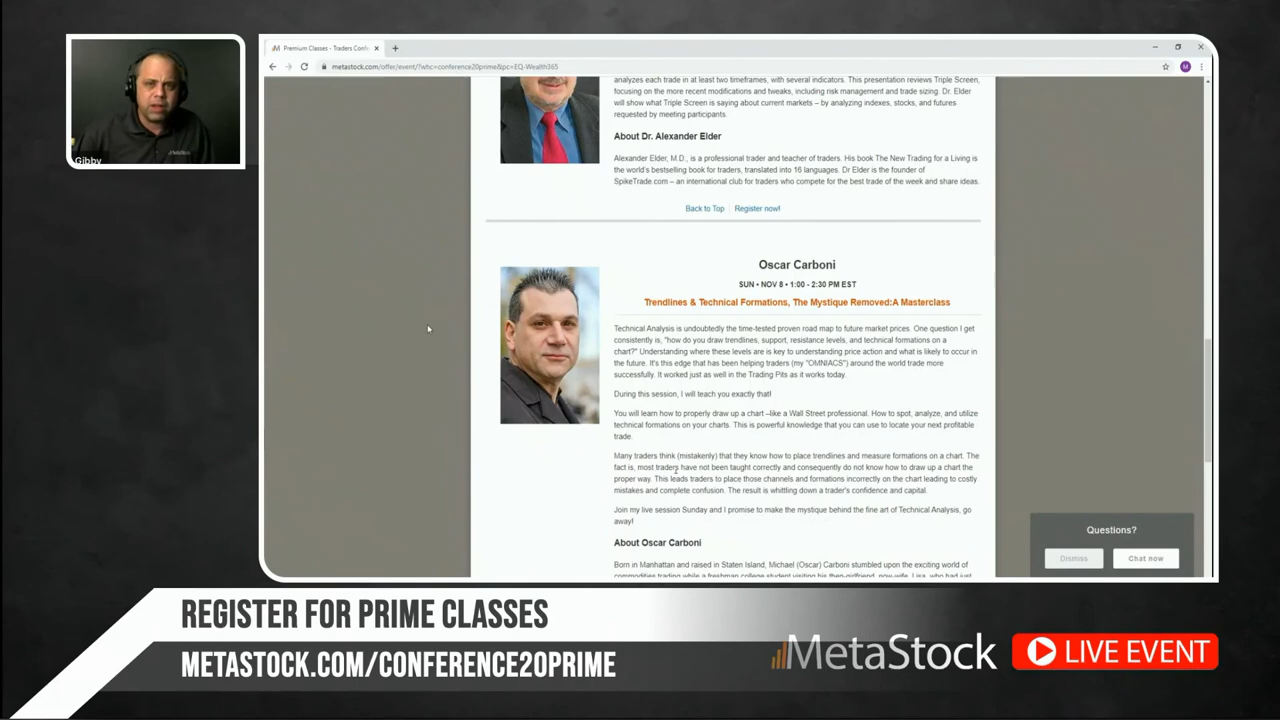 Premium Classes - Traders Conf
metastock.com/offer/event/?whc=conference20prime&pc=EQ-Wealth365
M
Gibby
analyzes each trade in at least two timeframes, with several indicators. This presentation reviews Triple Screen,
focusing on the more recent modifications and tweaks, including risk management and trade sizing. Dr. Elder
will show what Triple Screen is saying about current markets – by analyzing indexes, stocks, and futures
requested by meeting participants.
About Dr. Alexander Elder
Alexander Elder, M.D., is a professional trader and teacher of traders. His book The New Trading for a Living is
the world's bestselling book for traders, translated into 16 languages. Dr Elder is the founder of
SpikeTrade.com – an international club for traders who compete for the best trade of the week and share ideas.
Back to Top | Register now!
Oscar Carboni
SUN • NOV 8 • 1:00 - 2:30 PM EST
Trendlines & Technical Formations, The Mystique Removed:A Masterclass
Technical Analysis is undoubtedly the time-tested proven road map to future market prices. One question I get
consistently is, "how do you draw trendlines, support, resistance levels, and technical formations on a
chart?" Understanding where these levels are is key to understanding price action and what is likely to occur in
the future. It's this edge that has been helping traders (my "OMNIACS") around the world trade more
successfully. It worked just as well in the Trading Pits as it works today.
During this session, I will teach you exactly that!
You will learn how to properly draw up a chart –like a Wall Street professional. How to spot, analyze, and utilize
technical formations on your charts. This is powerful knowledge that you can use to locate your next profitable
trade.
Many traders think (mistakenly) that they know how to place trendlines and measure formations on a chart. The
fact is, most traders have not been taught correctly and consequently do not know how to draw up a chart the
proper way. This leads traders to place those channels and formations incorrectly on the chart leading to costly
mistakes and complete confusion. The result is whittling down a trader's confidence and capital.
Join my live session Sunday and I promise to make the mystique behind the fine art of Technical Analysis, go
away!
About Oscar Carboni
Born in Manhattan and raised in Staten Island, Michael (Oscar) Carboni stumbled upon the exciting world of
commodities trading while a freshman college student visiting his then-girlfriend, now-wife, Lisa, who had just
Questions?
Dismiss
Chat now
REGISTER FOR PRIME CLASSES
METASTOCK.COM/CONFERENCE20PRIME
MetaStock
LIVE EVENT